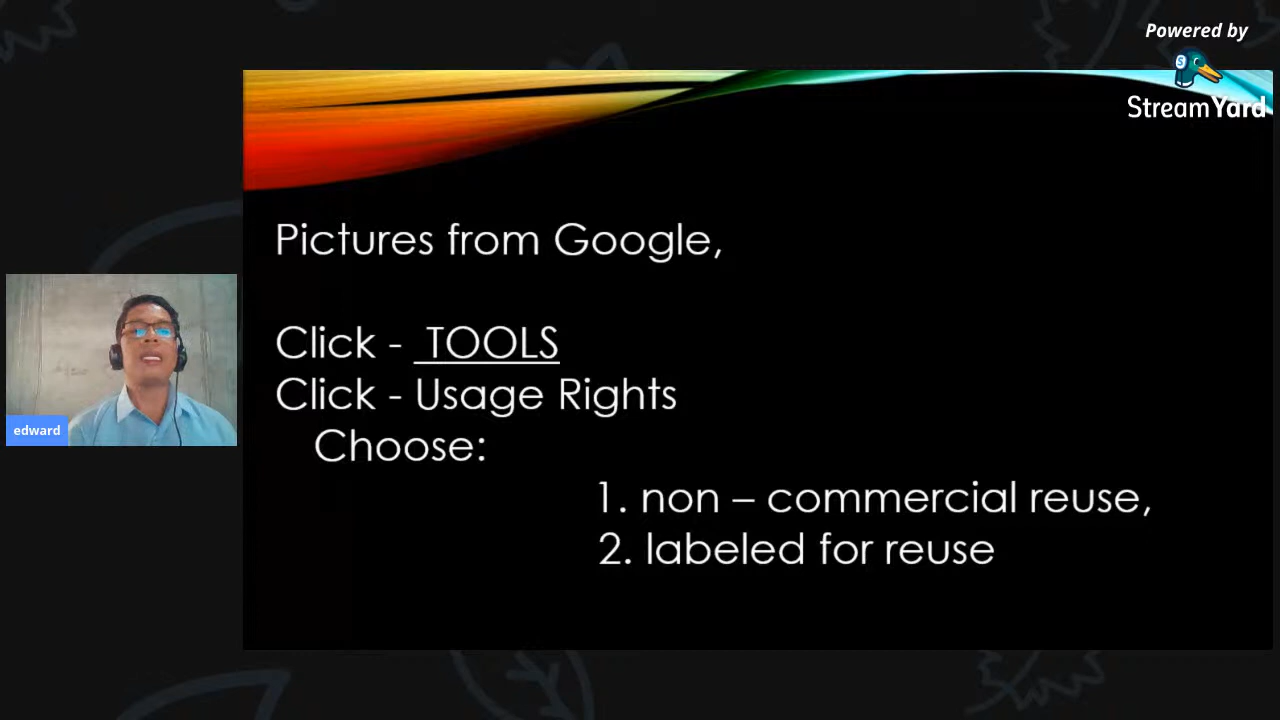 Powered by
S
StreamYard
Pictures from Google,
Click - TOOLS
Click - Usage Rights
Choose:
1. non – commercial reuse,
2. labeled for reuse
edward